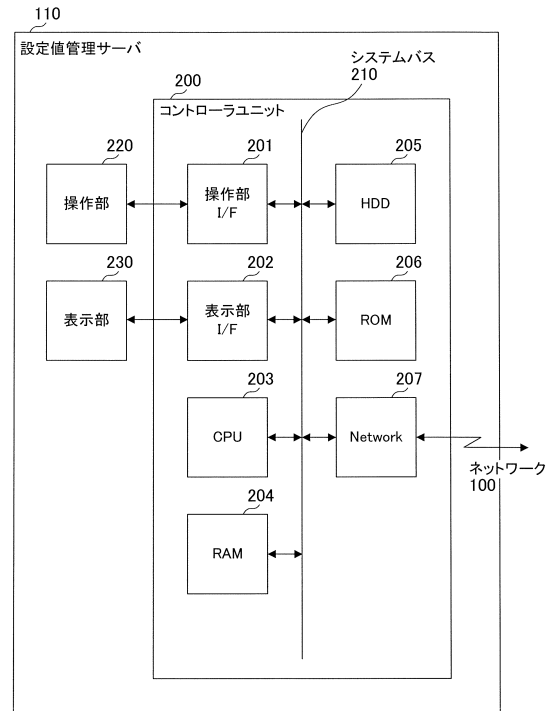 110
設定値管理サーバ
システムバス
210
200
コントローラユニット
220
操作部
201
操作部
I/F
205
HDD
230
表示部
202
表示部
I/F
206
ROM
203
CPU
207
Network
ネットワーク
100
204
RAM